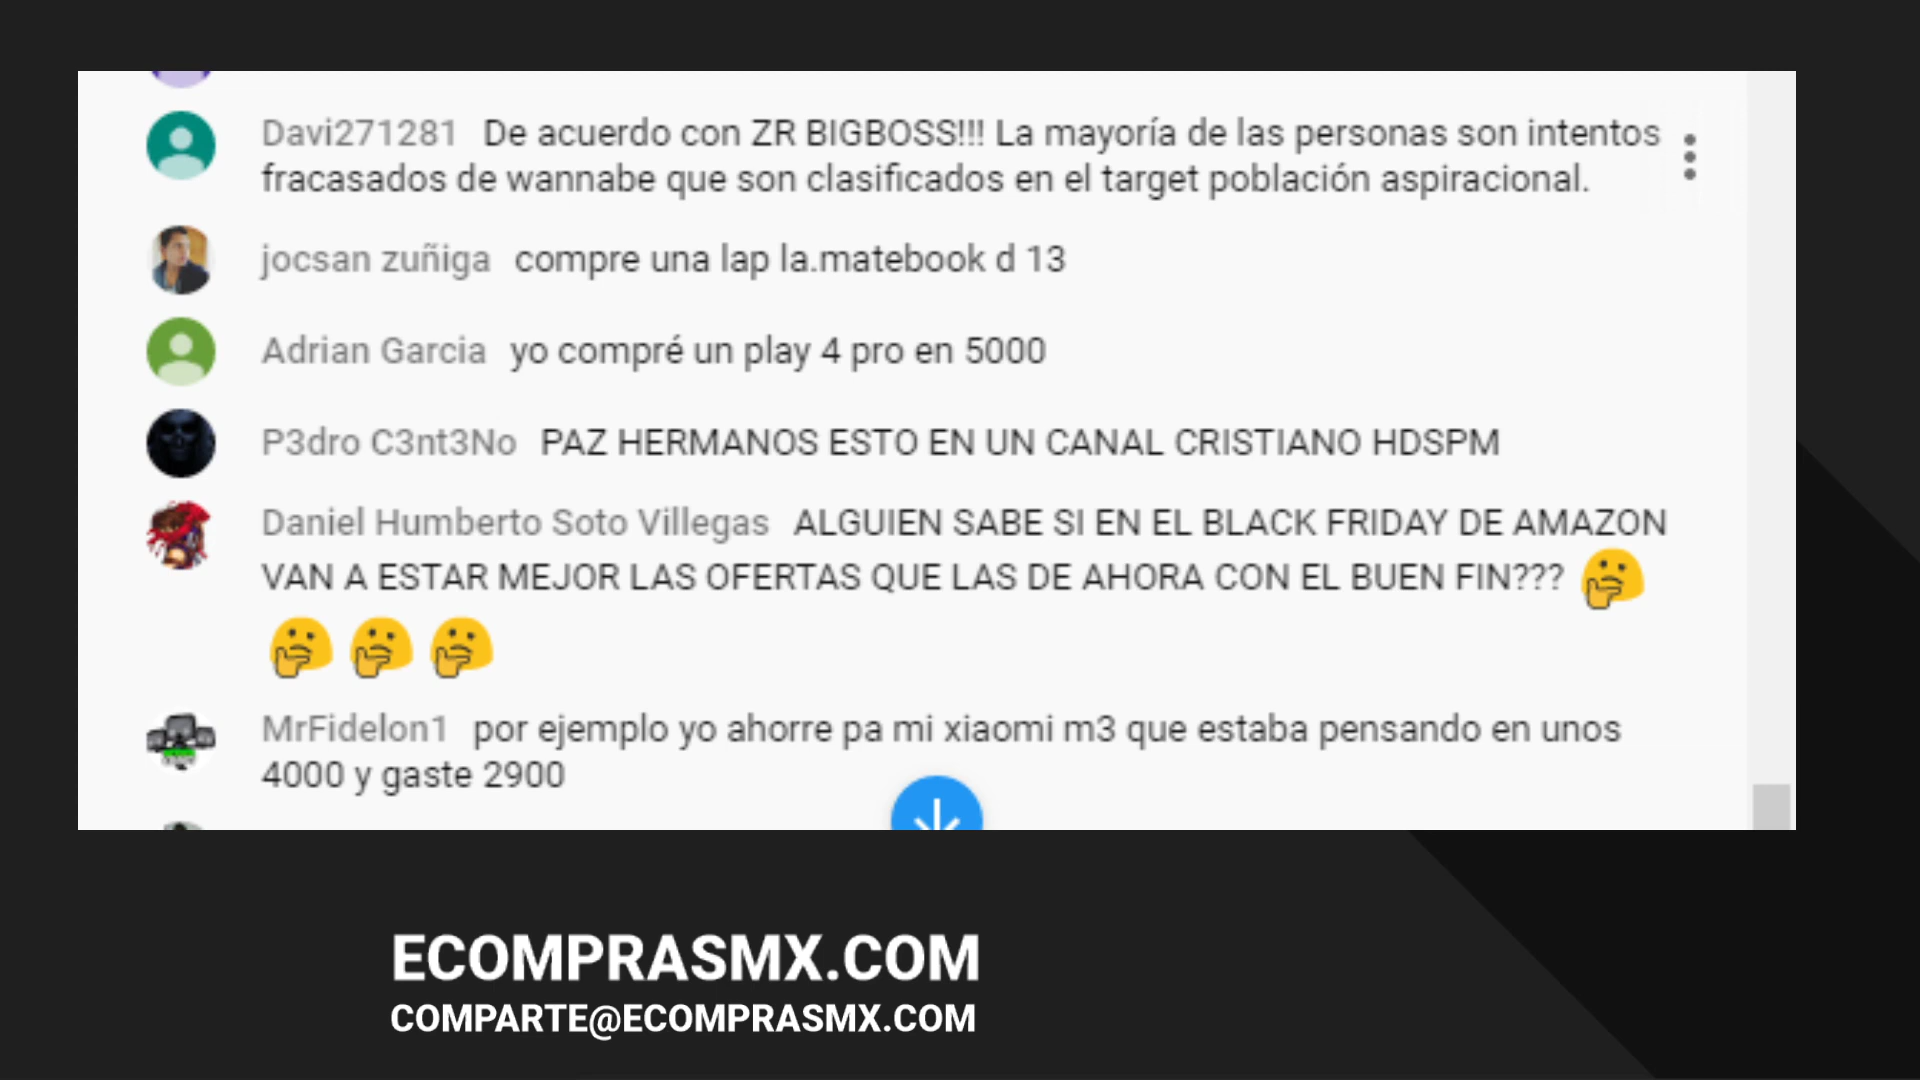 Davi271281 De acuerdo con ZR BIGBOSS!!! La mayoría de las personas son intentos
fracasados de wannabe que son clasificados en el target población aspiracional.
jocsan zuñiga compre una lap la.matebook d 13
Adrian Garcia yo compré un play 4 pro en 5000
P3dro C3nt3No PAZ HERMANOS ESTO EN UN CANAL CRISTIANO HDSPM
Daniel Humberto Soto Villegas ALGUIEN SABE SI EN EL BLACK FRIDAY DE AMAZON
VAN A ESTAR MEJOR LAS OFERTAS QUE LAS DE AHORA CON EL BUEN FIN??? 🤔
🤔 🤔 🤔
MrFidelon1 por ejemplo yo ahorre pa mi xiaomi m3 que estaba pensando en unos
4000 y gaste 2900
ECOMPRASMX.COM
COMPARTE@ECOMPRASMX.COM